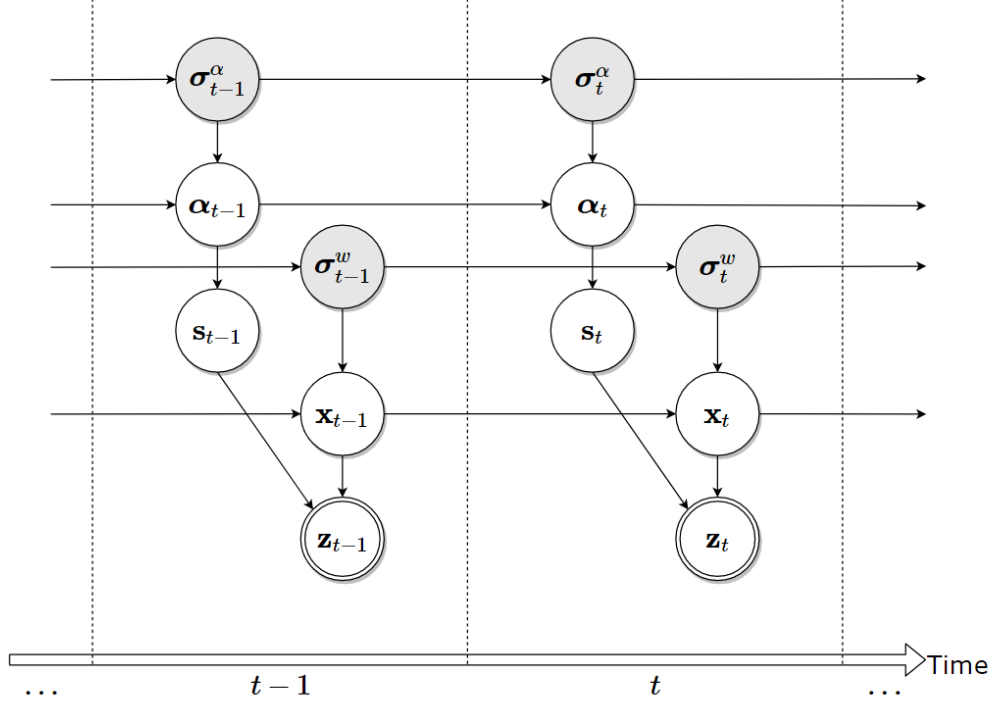 σ^α_{t−1} σ^α_t
α_{t−1} α_t
σ^w_{t−1} σ^w_t
s_{t−1} s_t
x_{t−1} x_t
z_{t−1} z_t
Time
... t − 1 t ...